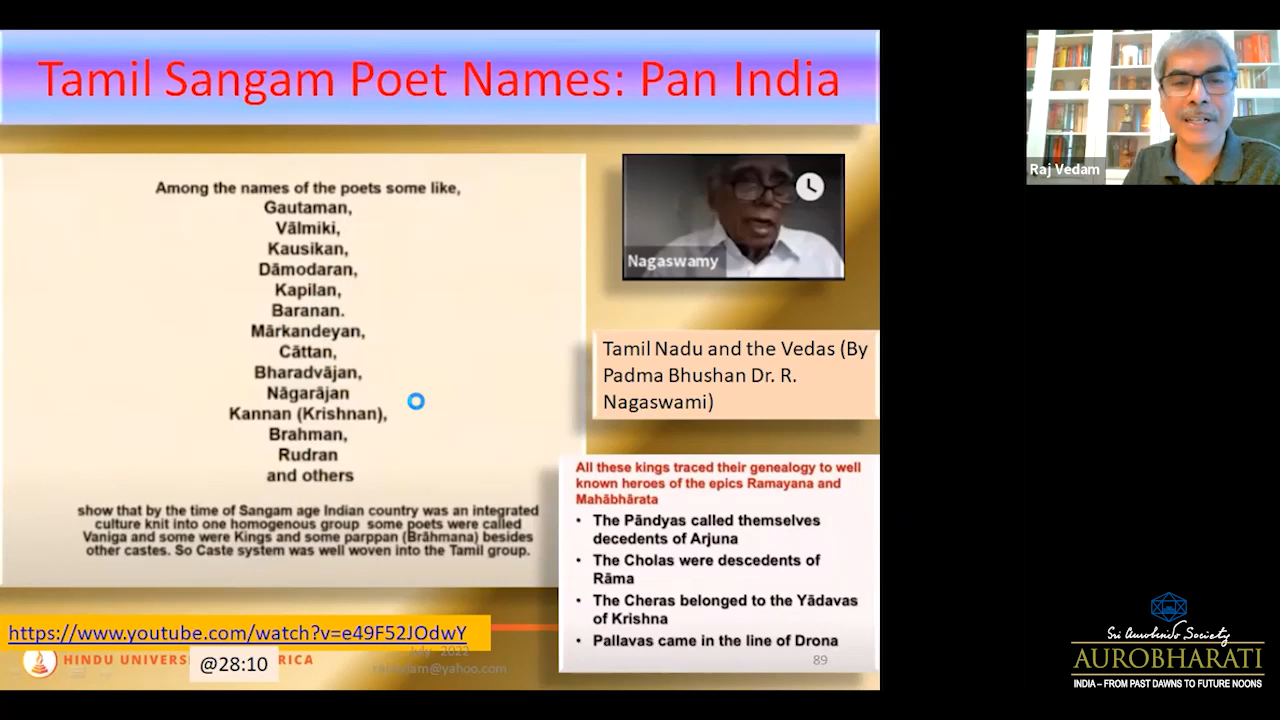 Tamil Sangam Poet Names: Pan India
Among the names of the poets some like,
Gautaman,
Vālmiki,
Kausikan,
Dāmodaran,
Kapilan,
Baranan.
Mārkandeyan,
Cāttan,
Bharadvājan,
Nāgarājan
Kannan (Krishnan),
Brahman,
Rudran
and others
show that by the time of Sangam age Indian country was an integrated
culture knit into one homogenous group some poets were called
Vaniga and some were Kings and some parppan (Brāhmana) besides
other castes. So Caste system was well woven into the Tamil group.
https://www.youtube.com/watch?v=e49F52JOdwY
@28:10
HINDU UNIVERS
RICA
2022
@yahoo.com
Nagaswamy
Tamil Nadu and the Vedas (By
Padma Bhushan Dr. R.
Nagaswami)
All these kings traced their genealogy to well
known heroes of the epics Ramayana and
Mahābhārata
• The Pāndyas called themselves
decedents of Arjuna
• The Cholas were descedents of
Rāma
• The Cheras belonged to the Yādavas
of Krishna
• Pallavas came in the line of Drona
89
Raj Vedam
Sri Aurobindo Society
AUROBHARATI
INDIA – FROM PAST DAWNS TO FUTURE NOONS